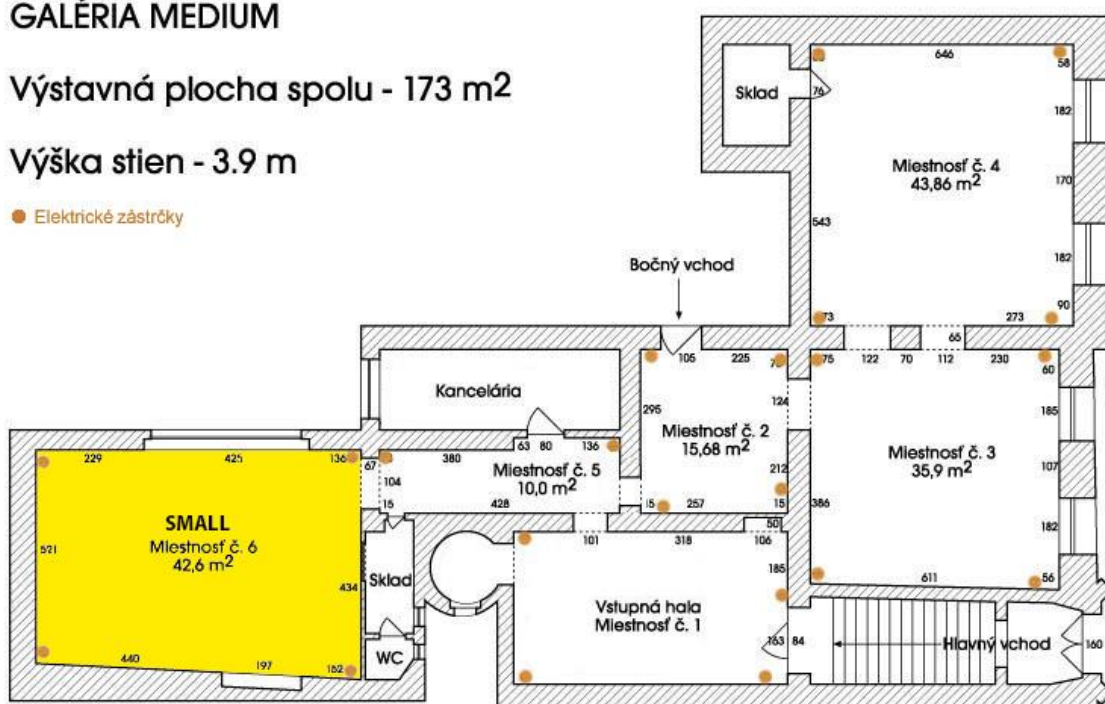 GALÉRIA MEDIUM
Výstavná plocha spolu - 173 m2
Výška stien - 3.9 m
Elektrické zástrčky
646
58
Sklad
76
182
Miestnosť č. 4
43,86 m2
170
543
182
Bočný vchod
90
73
273
65
105
225
75
122
70
112
230
60
Kancelária
124
295
185
Miestnosť č. 2
15,68 m2
Miestnosť č. 3
35,9 m2
107
229
425
136
67
380
63
80
136
Miestnosť č. 5
10,0 m2
212
104
15
428
15
257
15
386
182
50
SMALL
Miestnosť č. 6
42,6 m2
521
434
101
318
106
185
611
56
Sklad
Vstupná hala
Miestnosť č. 1
163
84
Hlavný vchod
160
WC
440
197
152